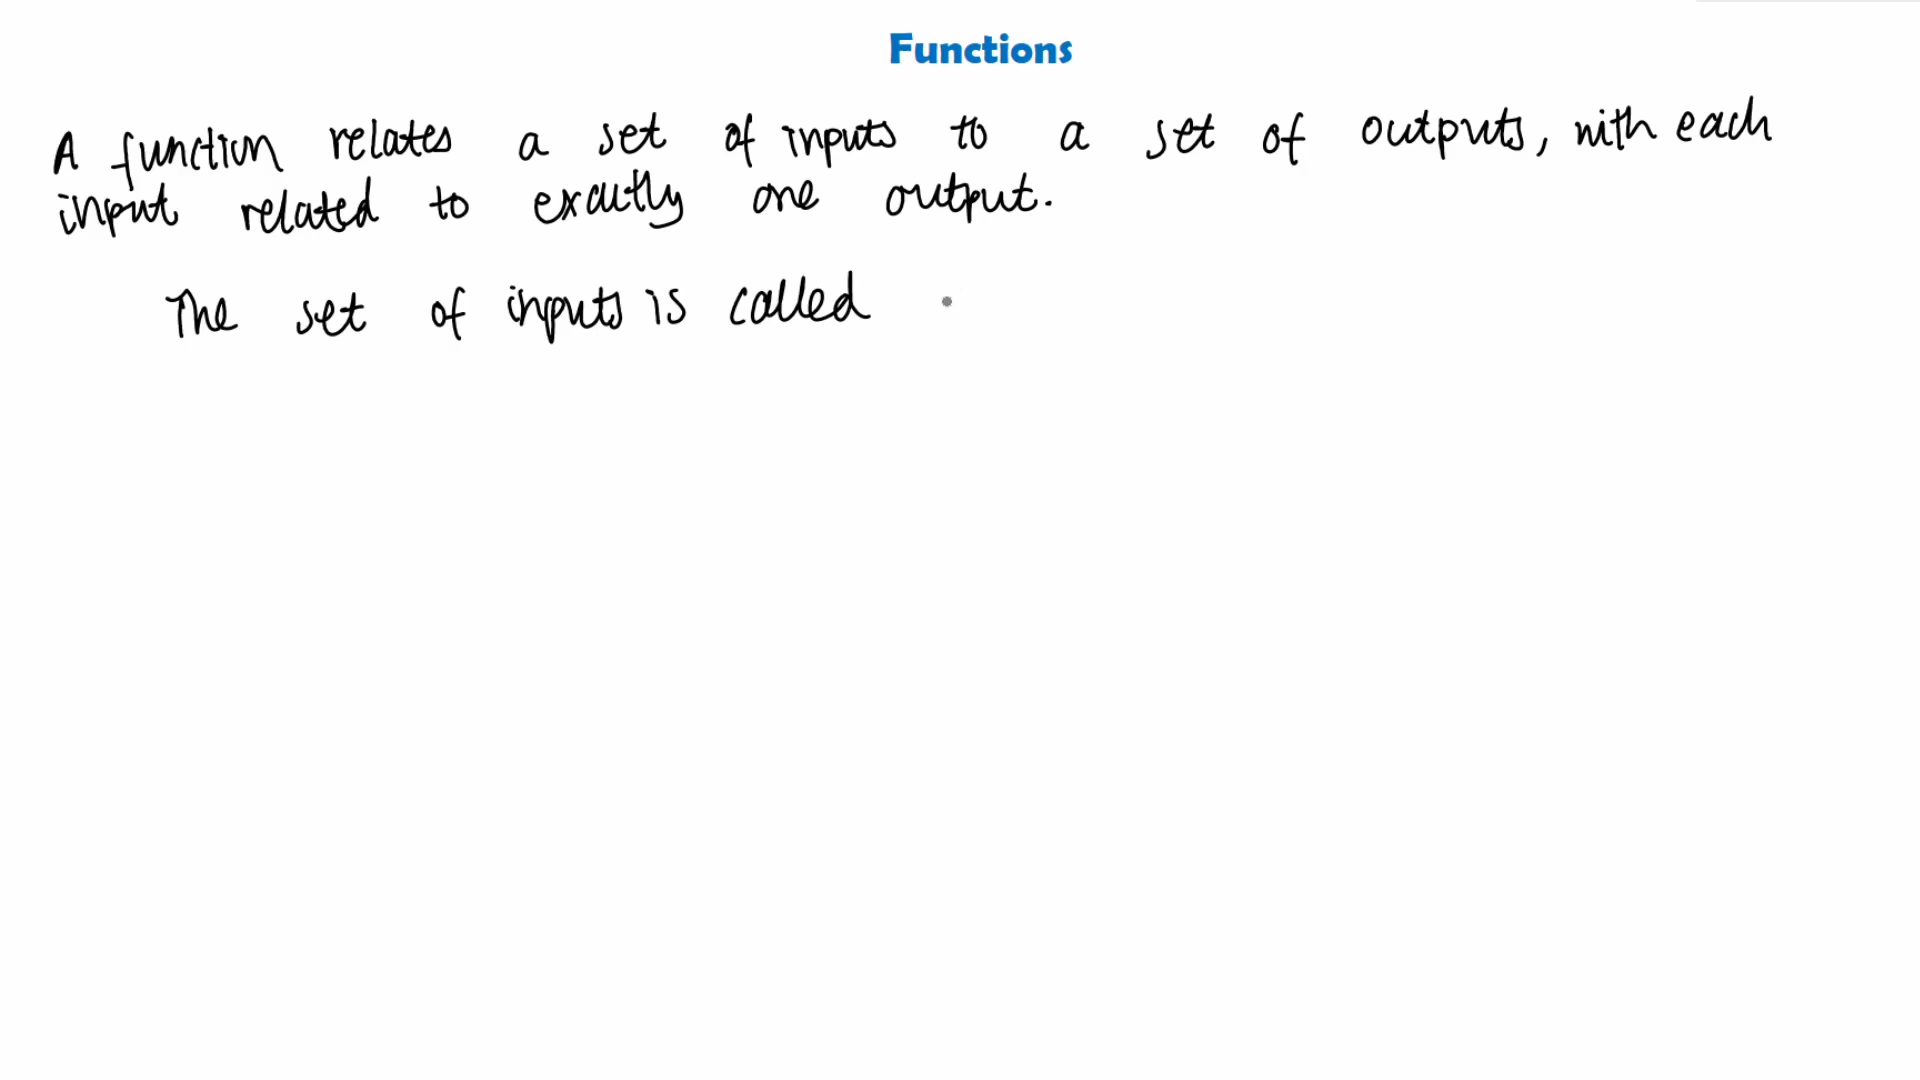 Functions
A function relates a set of inputs to a set of outputs, with each
input related to exactly one output.
The set of inputs is called